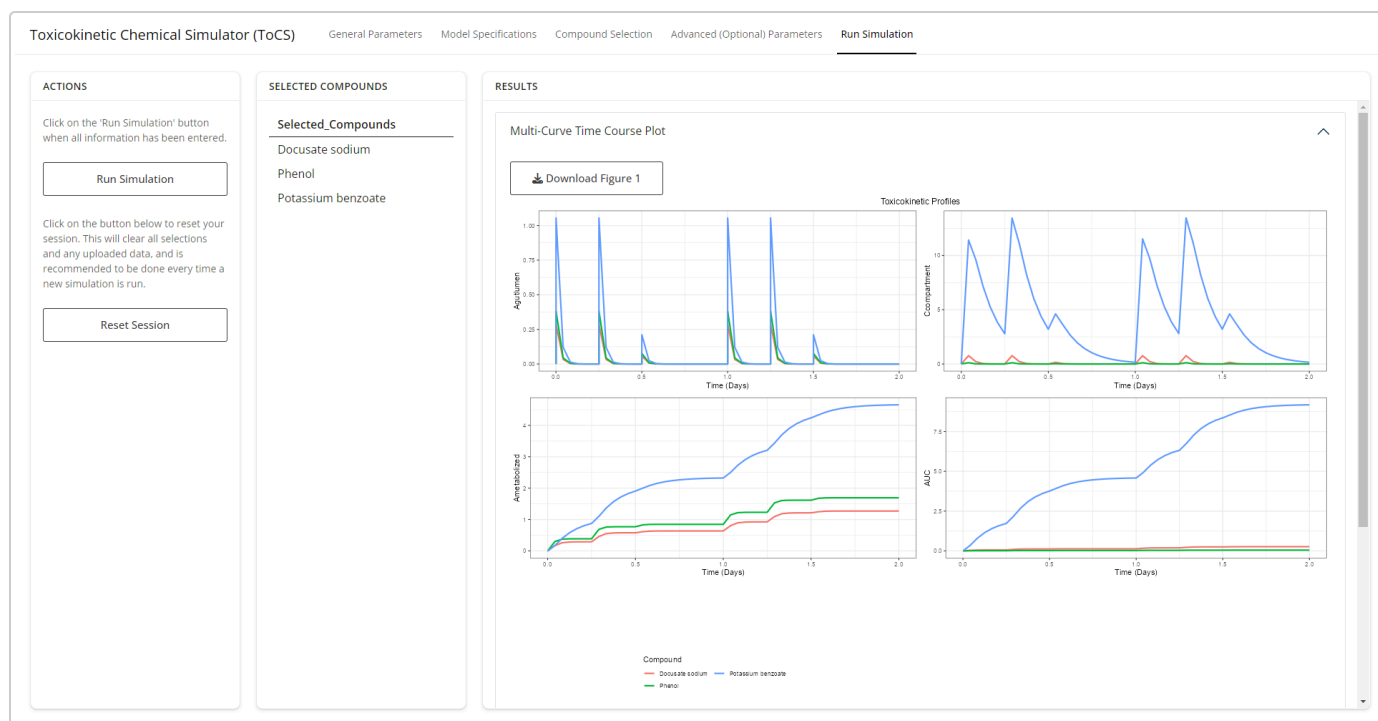 Toxicokinetic Chemical Simulator (ToCS)
General Parameters
Model Specifications
Compound Selection
Advanced (Optional) Parameters
Run Simulation
ACTIONS
Click on the 'Run Simulation' button
when all information has been entered.
Run Simulation
Click on the button below to reset your
session. This will clear all selections
and any uploaded data, and is
recommended to be done every time a
new simulation is run.
Reset Session
SELECTED COMPOUNDS
Selected_Compounds
Docusate sodium
Phenol
Potassium benzoate
RESULTS
Multi-Curve Time Course Plot
Download Figure 1
Toxicokinetic Profiles
Agutlumen
1.00
0.75
0.50
0.25
0.00
0.0 0.5 1.0 1.5 2.0
Time (Days)
Ccompartment
10
5
0
0.0 0.5 1.0 1.5 2.0
Time (Days)
Ametabolized
4
3
2
1
0
0.0 0.5 1.0 1.5 2.0
Time (Days)
AUC
7.5
5.0
2.5
0.0
0.0 0.5 1.0 1.5 2.0
Time (Days)
Compound
Docusate sodium Potassium benzoate
Phenol